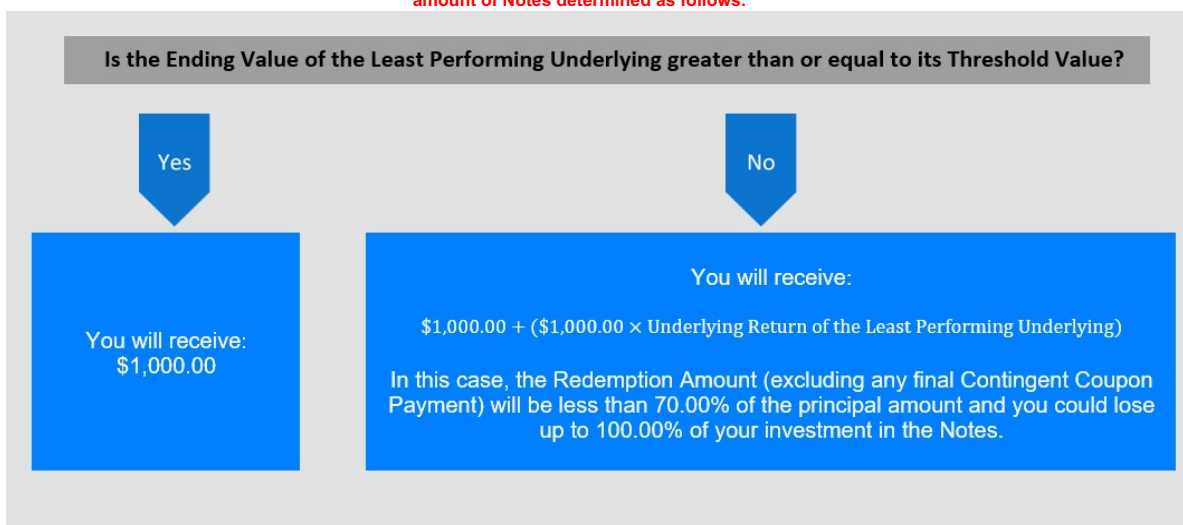 amount of Notes determined as follows:
Is the Ending Value of the Least Performing Underlying greater than or equal to its Threshold Value?
Yes
No
You will receive:
$1,000.00
You will receive:
$1,000.00 + ($1,000.00 × Underlying Return of the Least Performing Underlying)
In this case, the Redemption Amount (excluding any final Contingent Coupon
Payment) will be less than 70.00% of the principal amount and you could lose
up to 100.00% of your investment in the Notes.